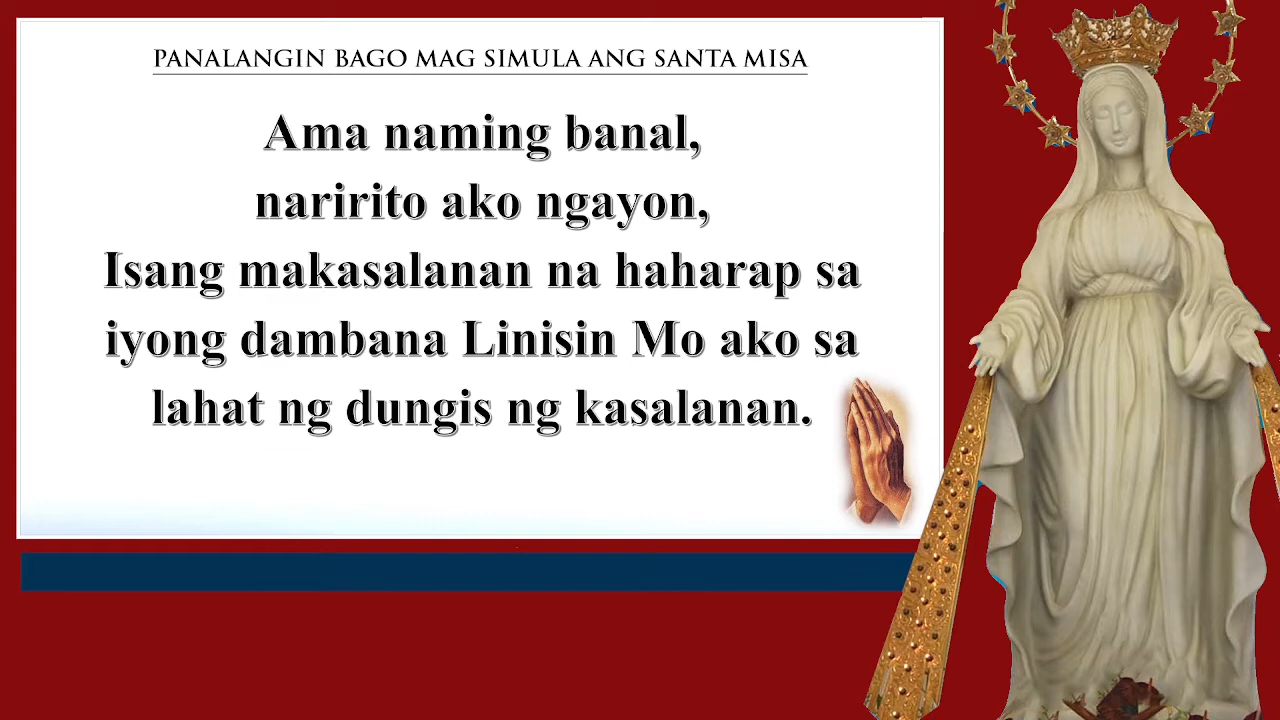 PANALANGIN BAGO MAG SIMULA ANG SANTA MISA
Ama naming banal,
naririto ako ngayon,
Isang makasalanan na haharap sa
iyong dambana Linisin Mo ako sa
lahat ng dungis ng kasalanan.